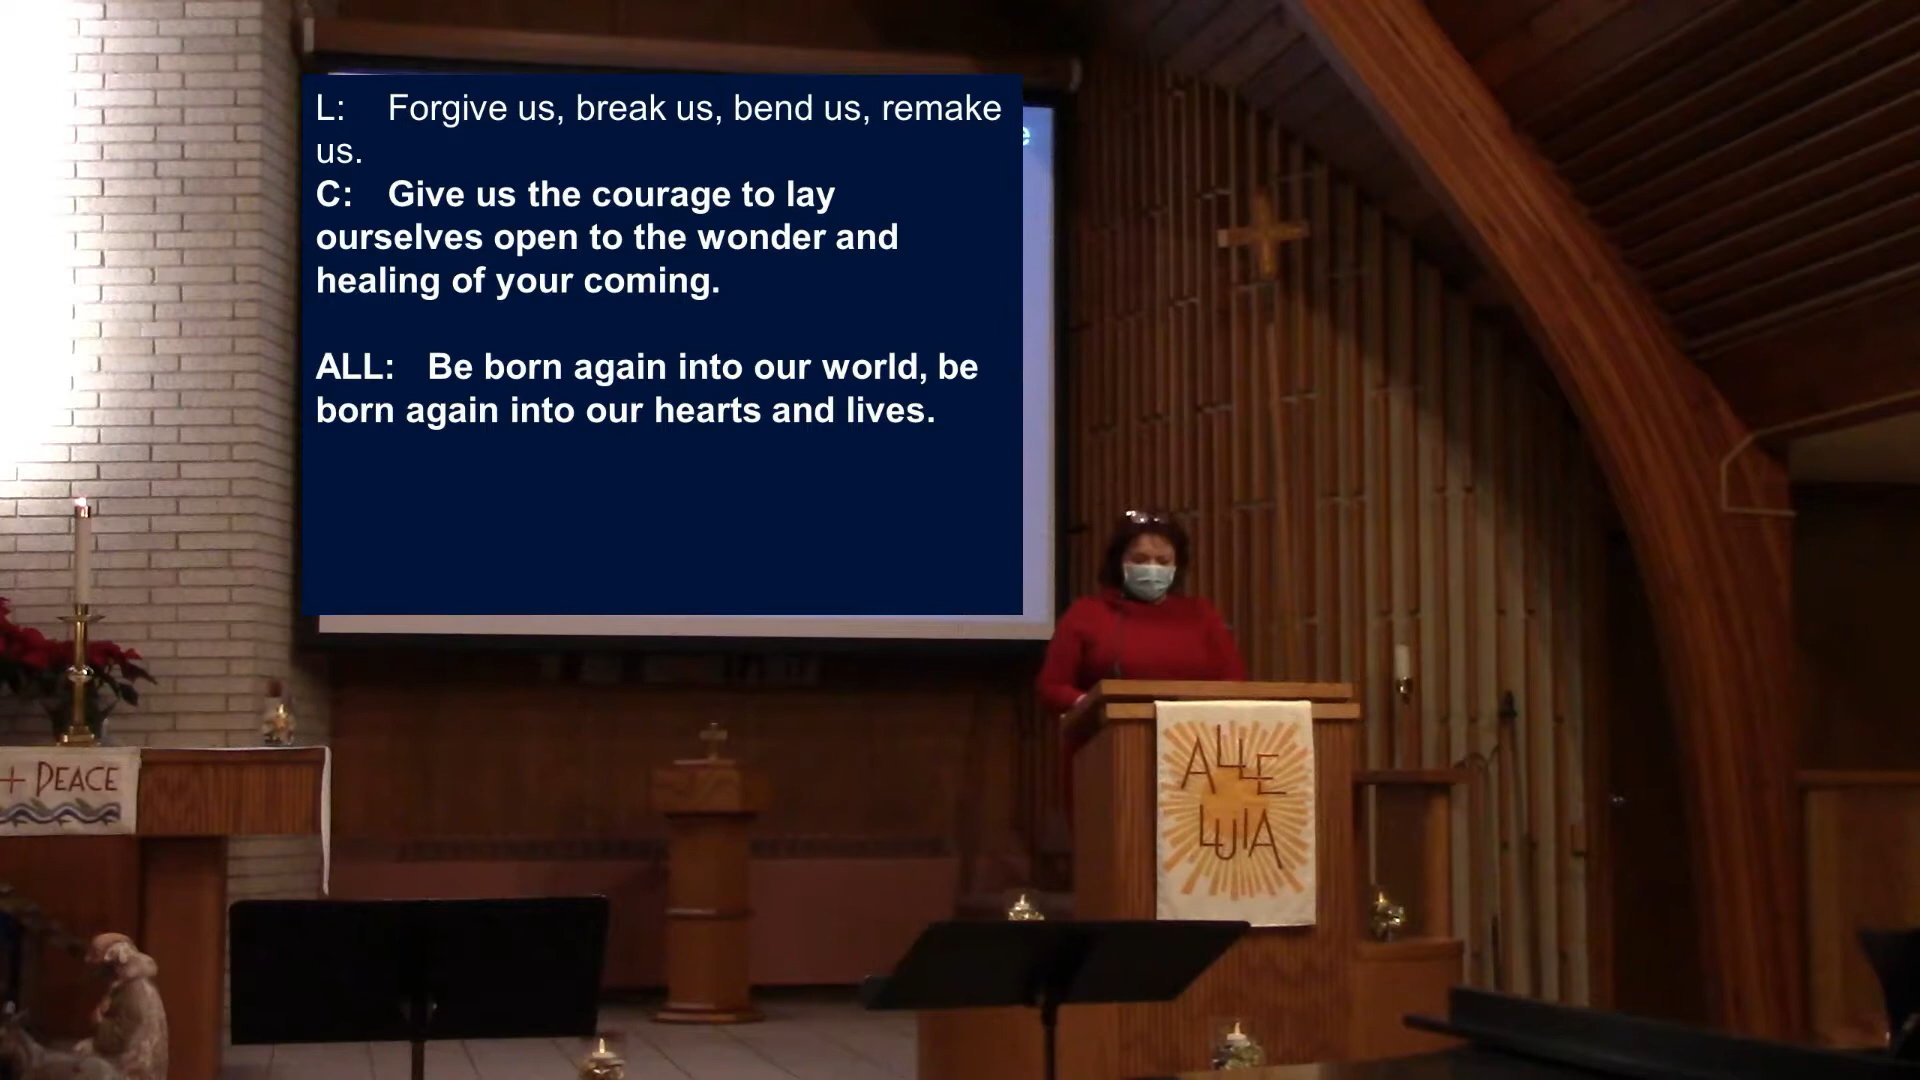 L: Forgive us, break us, bend us, remake
us.
C: Give us the courage to lay
ourselves open to the wonder and
healing of your coming.
ALL: Be born again into our world, be
born again into our hearts and lives.
e
+ PEACE
ALLE
LUIA